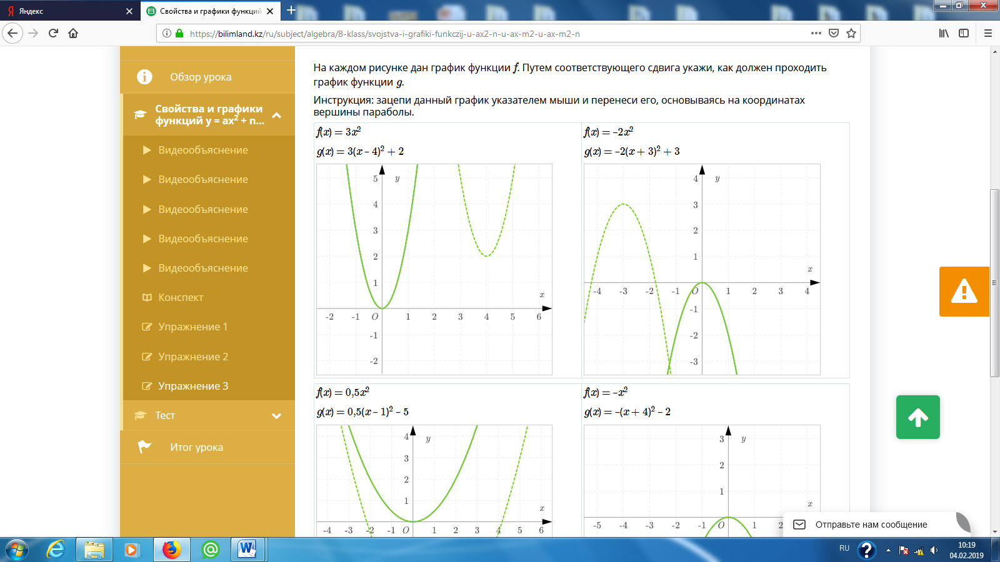 Яндекс
Свойства и графики функций
https://bilimland.kz/ru/subject/algebra/8-klass/svojstva-i-grafiki-funkczij-u-ax2-n-u-ax-m2-u-ax-m2-n
Обзор урока
Свойства и графики
функций y = ax² + n...
Видеообъяснение
Видеообъяснение
Видеообъяснение
Видеообъяснение
Видеообъяснение
Конспект
Упражнение 1
Упражнение 2
Упражнение 3
Тест
Итог урока
На каждом рисунке дан график функции f. Путем соответствующего сдвига укажи, как должен проходить
график функции g.
Инструкция: зацепи данный график указателем мыши и перенеси его, основываясь на координатах
вершины параболы.
f(x) = 3x²
g(x) = 3(x – 4)² + 2
5 y
4
3
2
1
x
-2 -1 O 1 2 3 4 5 6
-1
-2
f(x) = –2x²
g(x) = –2(x + 3)² + 3
4 y
3
2
1
x
-4 -3 -2 -1 O 1 2 3 4
-1
-2
-3
f(x) = 0,5x²
g(x) = 0,5(x – 1)² – 5
4 y
3
2
1
x
-4 -3 -2 -1 O 1 2 3 4 5 6
f(x) = –x²
g(x) = –(x + 4)² – 2
3 y
2
1
x
-5 -4 -3 -2 -1 O 1 2
Отправьте нам сообщение
RU
10:19
04.02.2019